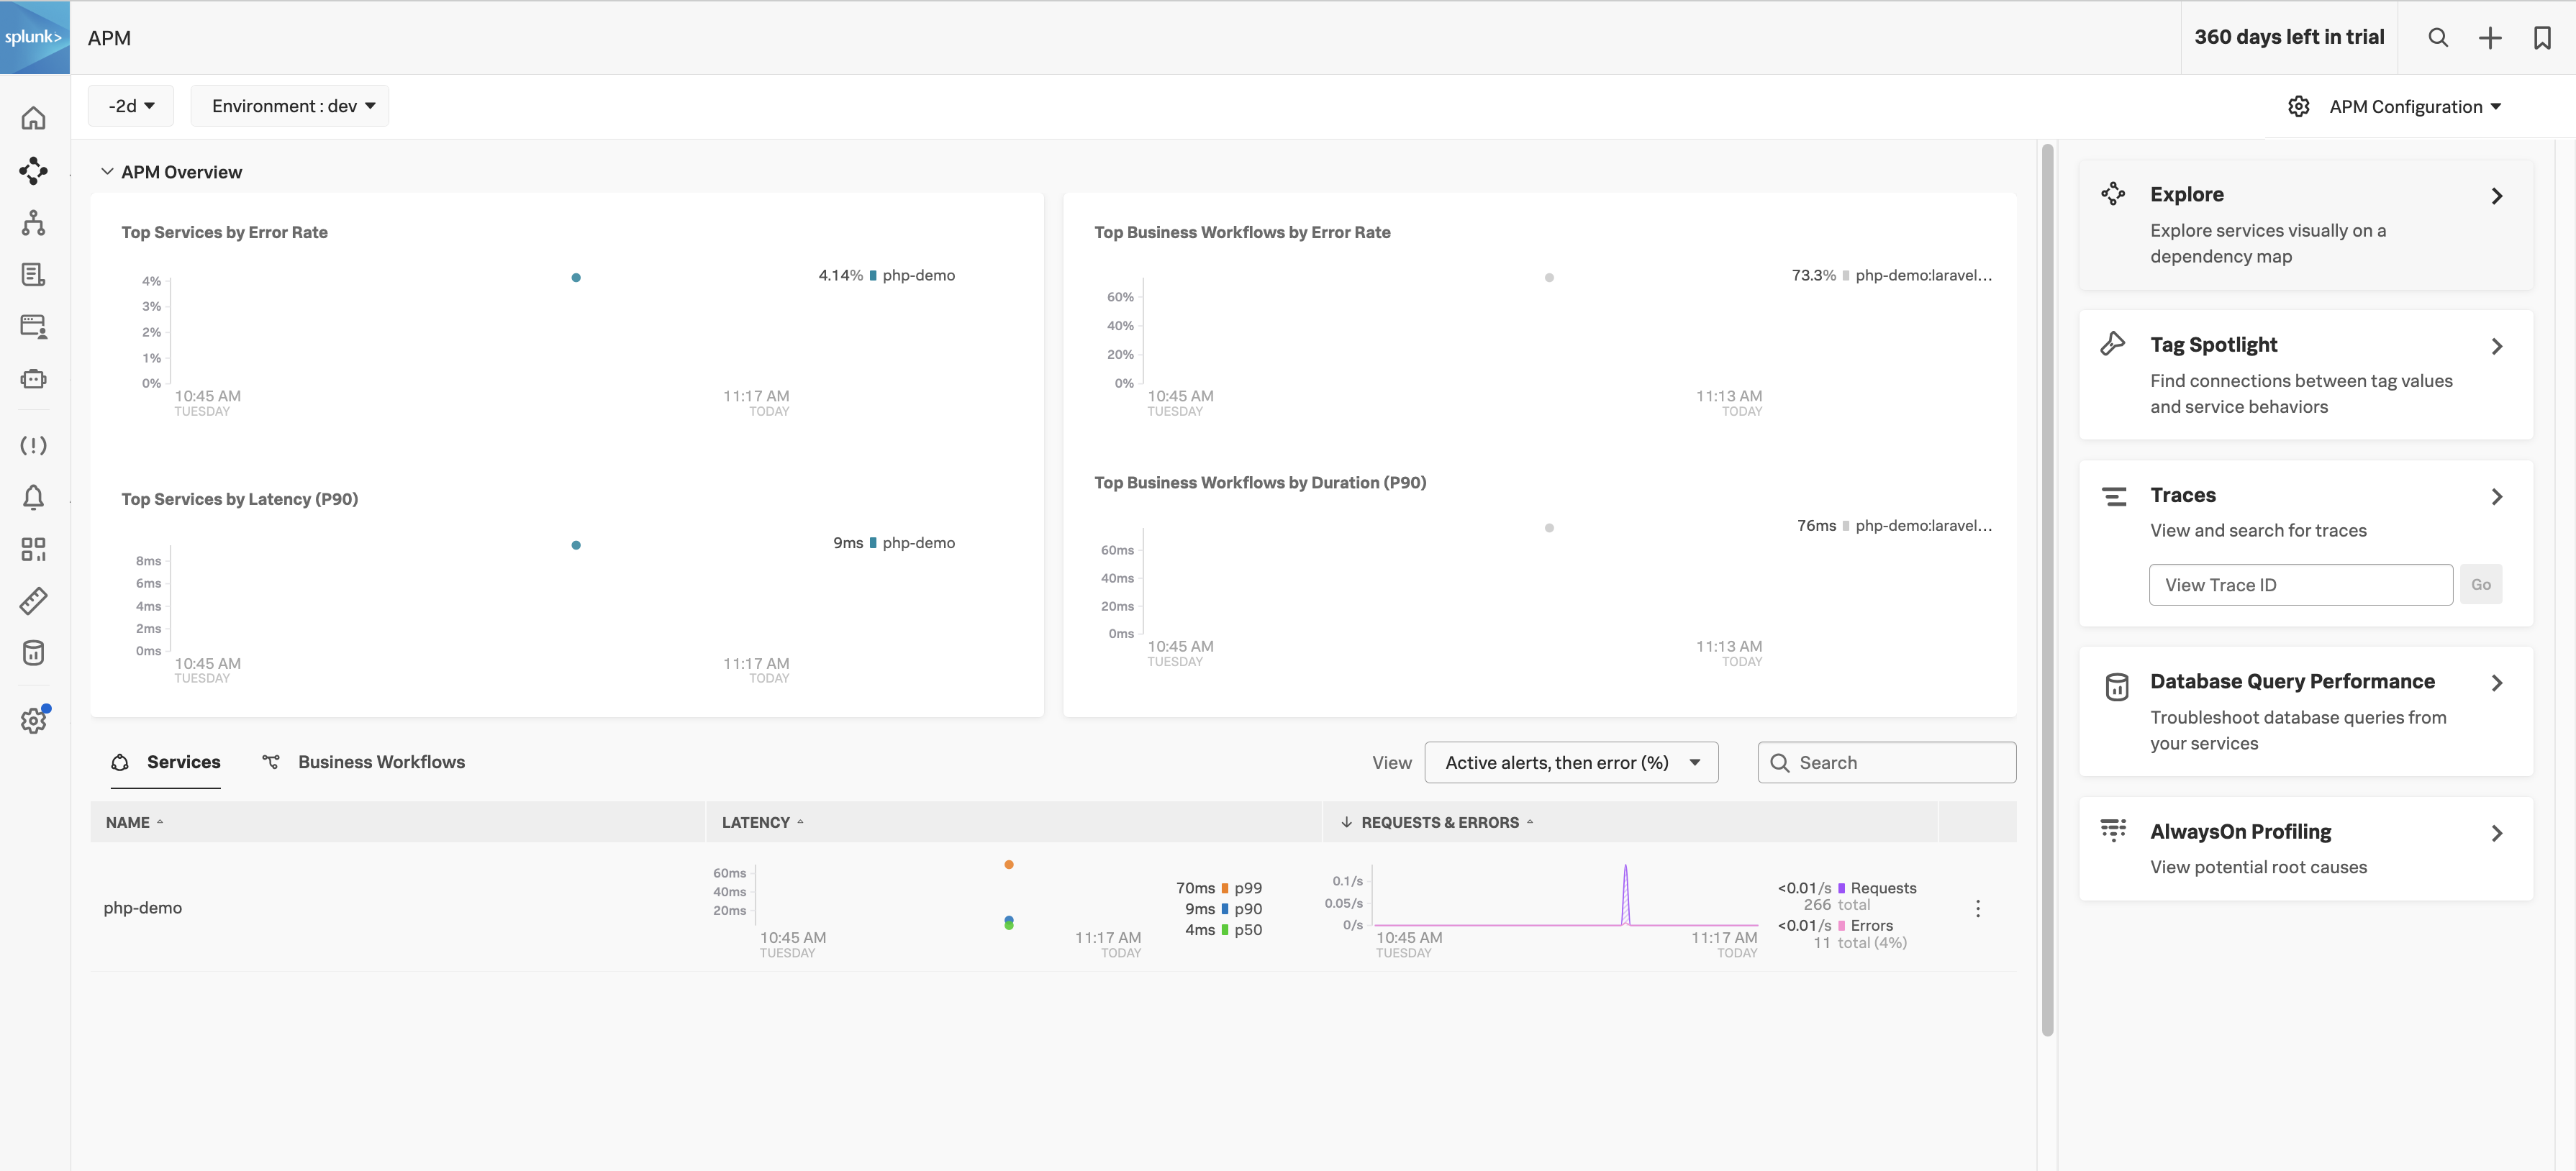 splunk>
APM
360 days left in trial
-2d
Environment : dev
APM Configuration
APM Overview
Top Services by Error Rate
4%
3%
2%
1%
0%
10:45 AM
TUESDAY
11:17 AM
TODAY
4.14% php-demo
Top Services by Latency (P90)
8ms
6ms
4ms
2ms
0ms
10:45 AM
TUESDAY
11:17 AM
TODAY
9ms php-demo
Top Business Workflows by Error Rate
60%
40%
20%
0%
10:45 AM
TUESDAY
11:13 AM
TODAY
73.3% php-demo:laravel...
Top Business Workflows by Duration (P90)
60ms
40ms
20ms
0ms
10:45 AM
TUESDAY
11:13 AM
TODAY
76ms php-demo:laravel...
Services
Business Workflows
View
Active alerts, then error (%)
Search
NAME
LATENCY
REQUESTS & ERRORS
php-demo
60ms
40ms
20ms
10:45 AM
TUESDAY
11:17 AM
TODAY
70ms p99
9ms p90
4ms p50
0.1/s
0.05/s
0/s
10:45 AM
TUESDAY
11:17 AM
TODAY
<0.01/s Requests
266 total
<0.01/s Errors
11 total (4%)
Explore
Explore services visually on a
dependency map
Tag Spotlight
Find connections between tag values
and service behaviors
Traces
View and search for traces
View Trace ID
Go
Database Query Performance
Troubleshoot database queries from
your services
AlwaysOn Profiling
View potential root causes